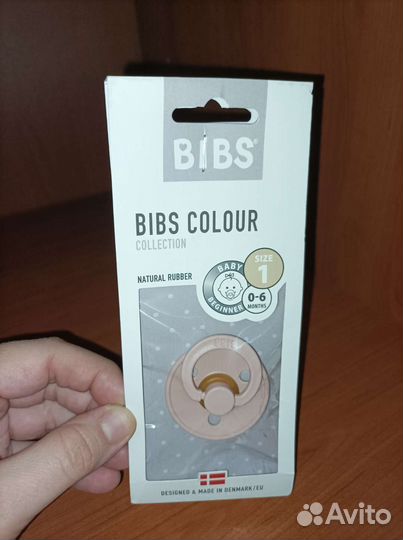 BIBS
BIBS COLOUR
COLLECTION
NATURAL RUBBER
BABY
BEGINNER
SIZE
1
0-6
MONTHS
BIBS
DESIGNED & MADE IN DENMARK/EU
Avito